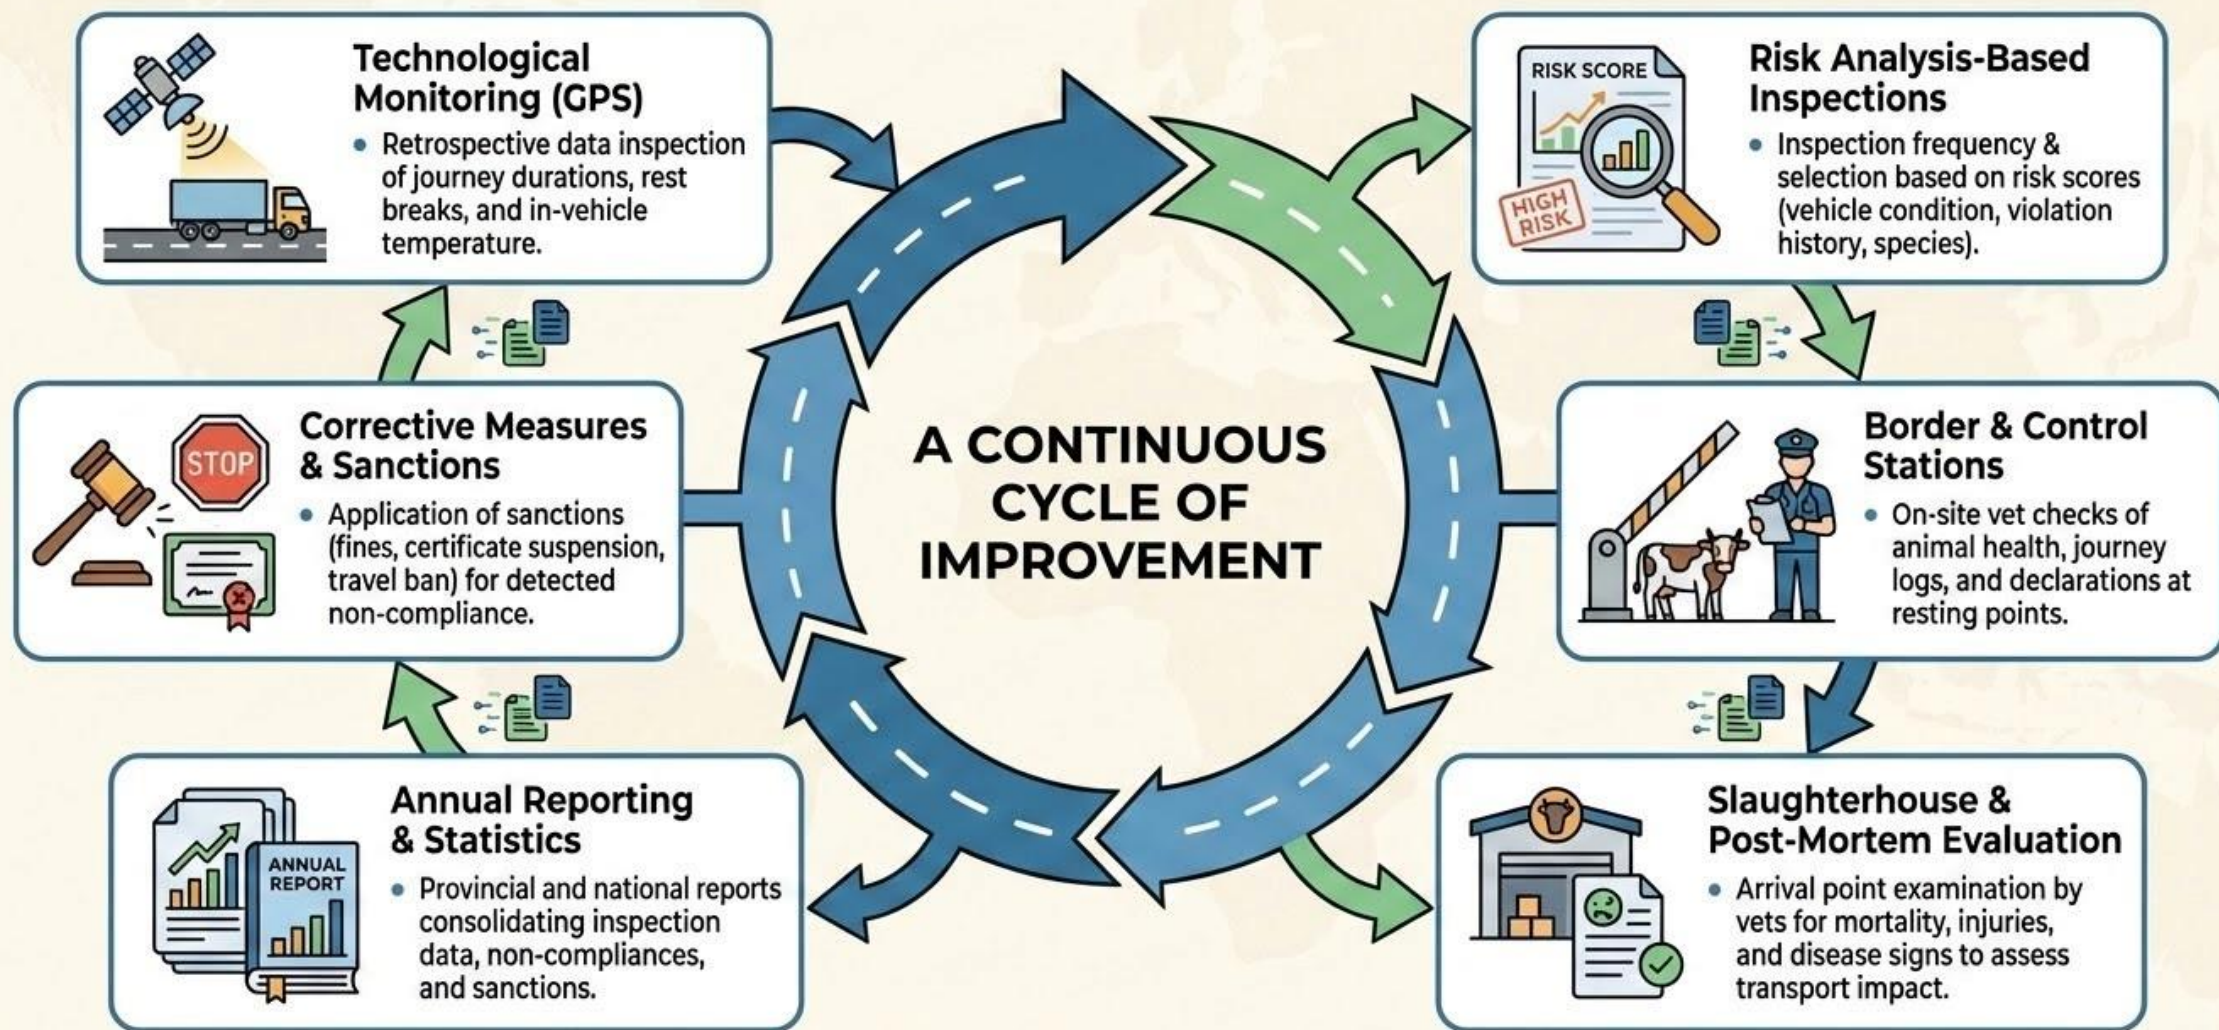 Technological
Monitoring (GPS)
• Retrospective data inspection
of journey durations, rest
breaks, and in-vehicle
temperature.
RISK SCORE
HIGH
RISK
Risk Analysis-Based
Inspections
• Inspection frequency &
selection based on risk scores
(vehicle condition, violation
history, species).
STOP
Corrective Measures
& Sanctions
• Application of sanctions
(fines, certificate suspension,
travel ban) for detected
non-compliance.
A CONTINUOUS
CYCLE OF
IMPROVEMENT
Border & Control
Stations
• On-site vet checks of
animal health, journey
logs, and declarations at
resting points.
ANNUAL
REPORT
Annual Reporting
& Statistics
• Provincial and national reports
consolidating inspection
data, non-compliances,
and sanctions.
Slaughterhouse &
Post-Mortem Evaluation
• Arrival point examination by
vets for mortality, injuries,
and disease signs to assess
transport impact.